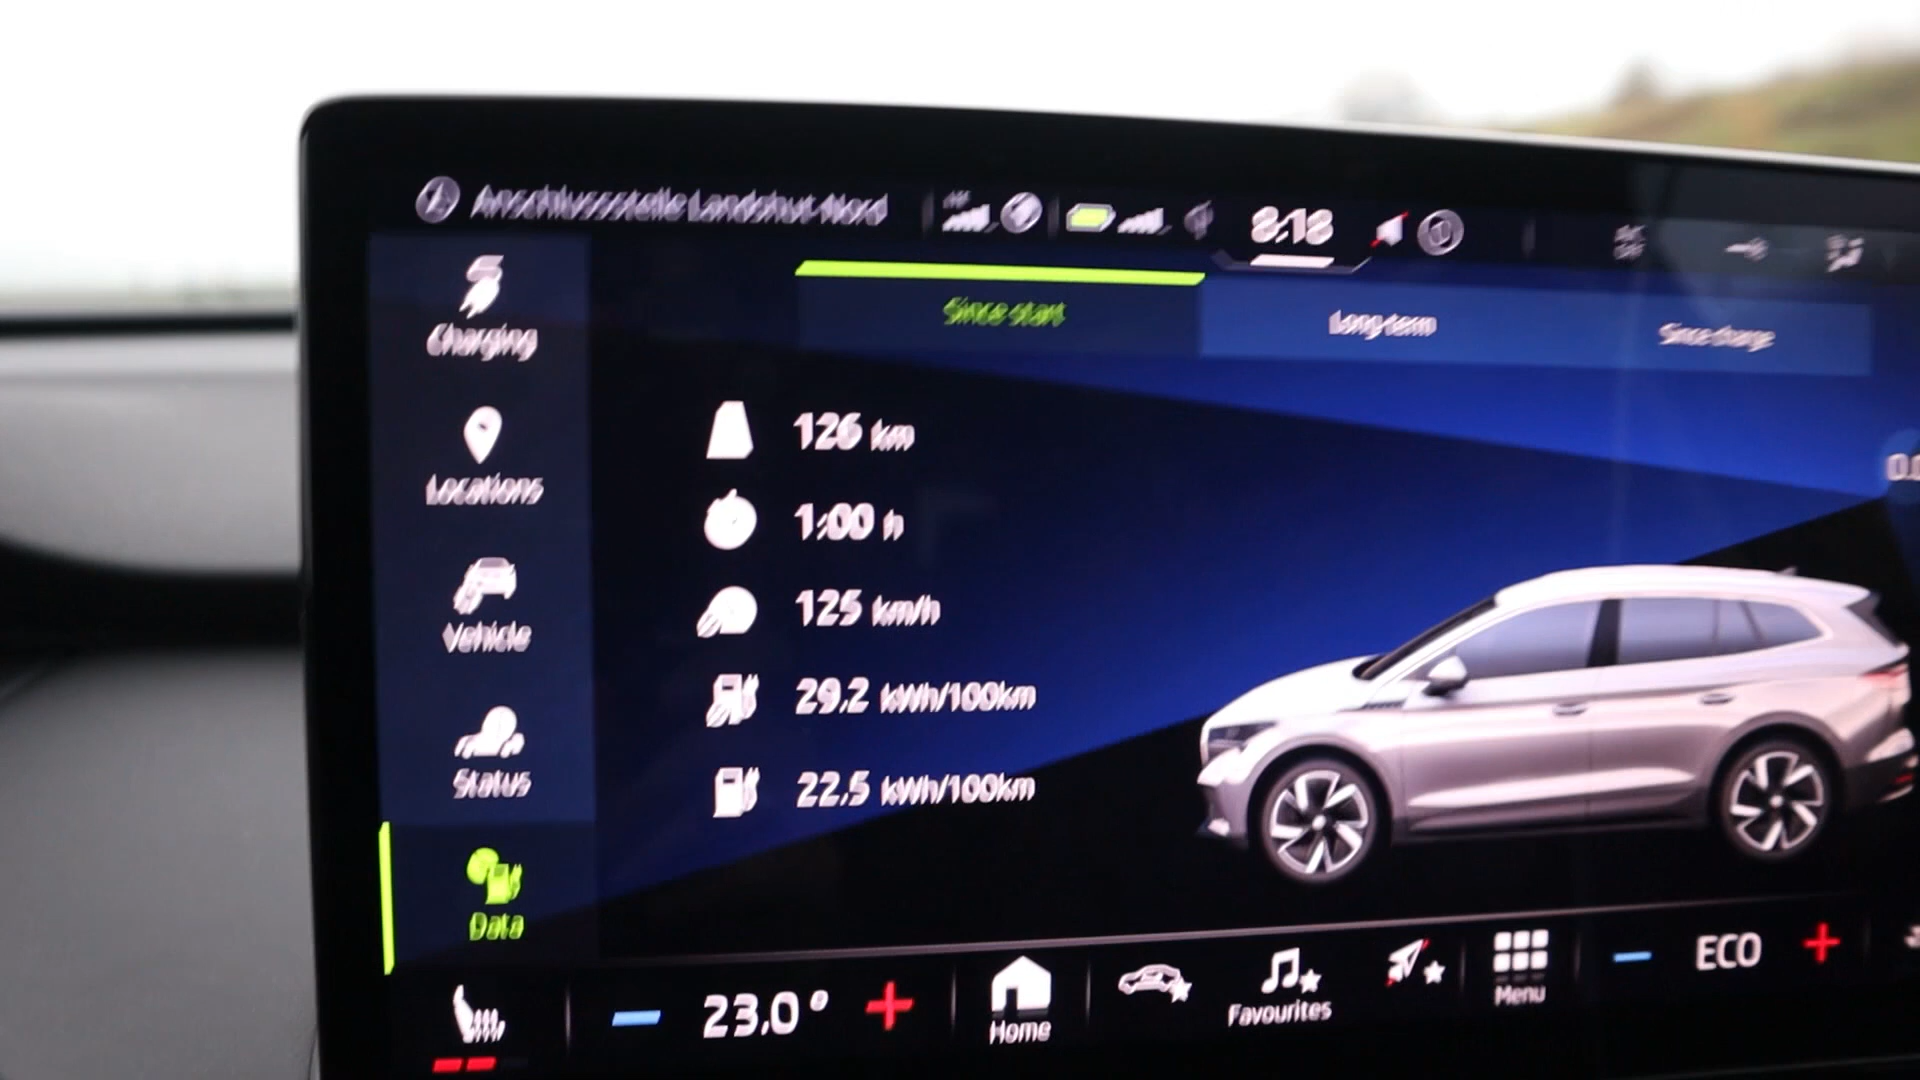 Anschlussstelle Landshut-Nord
8:18
Charging
Since start
Long-term
Since charge
126 km
Locations
1:00 h
125 km/h
Vehicle
29.2 kWh/100km
22.5 kWh/100km
Status
Data
23.0°
Home
Favourites
Menu
ECO